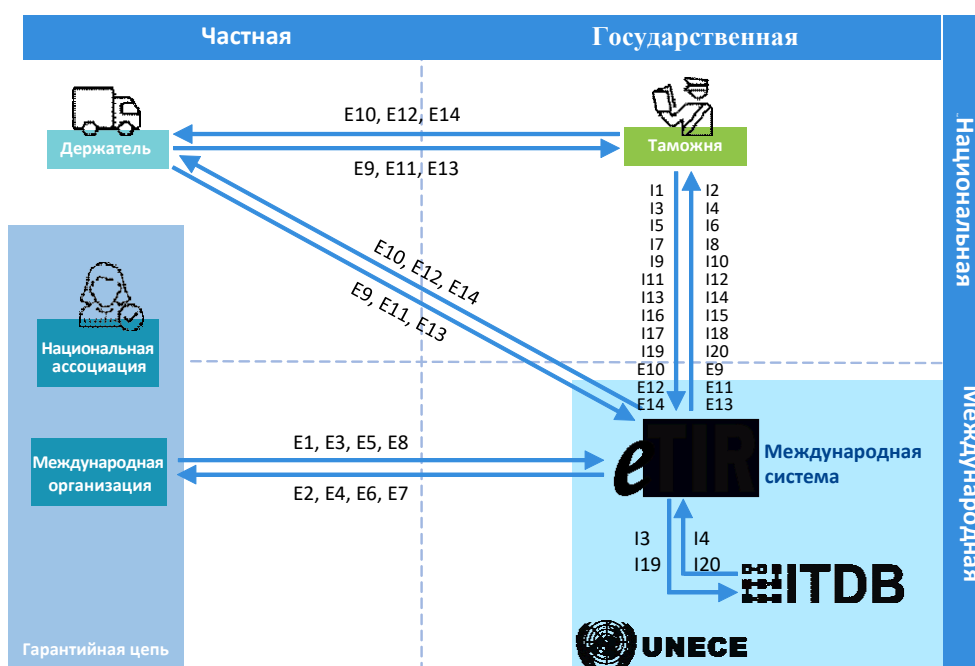 Частная
Государственная
Национальная
Международная
Держатель
E10, E12, E14
E9, E11, E13
Таможня
E10, E12, E14
E9, E11, E13
I1
I3
I5
I7
I9
I11
I13
I16
I17
I19
E10
E12
E14
I2
I4
I6
I8
I10
I12
I14
I15
I18
I20
E9
E11
E13
Национальная
ассоциация
Международная
организация
E1, E3, E5, E8
E2, E4, E6, E7
eTIR
Международная
система
I3
I19
I4
I20
ITDB
UNECE
Гарантийная цепь